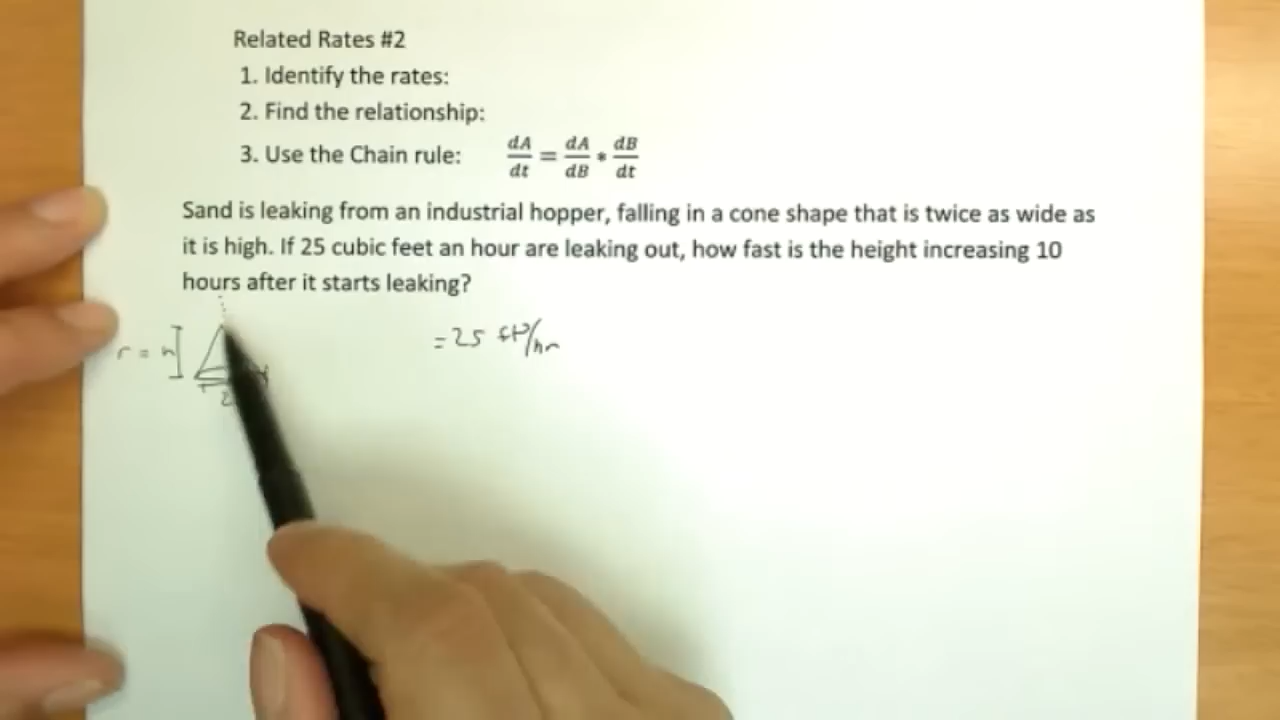 Related Rates #2
1. Identify the rates:
2. Find the relationship:
3. Use the Chain rule: dA/dt = dA/dB * dB/dt
Sand is leaking from an industrial hopper, falling in a cone shape that is twice as wide as
it is high. If 25 cubic feet an hour are leaking out, how fast is the height increasing 10
hours after it starts leaking?
= 25 ft³/hr
r = h
2